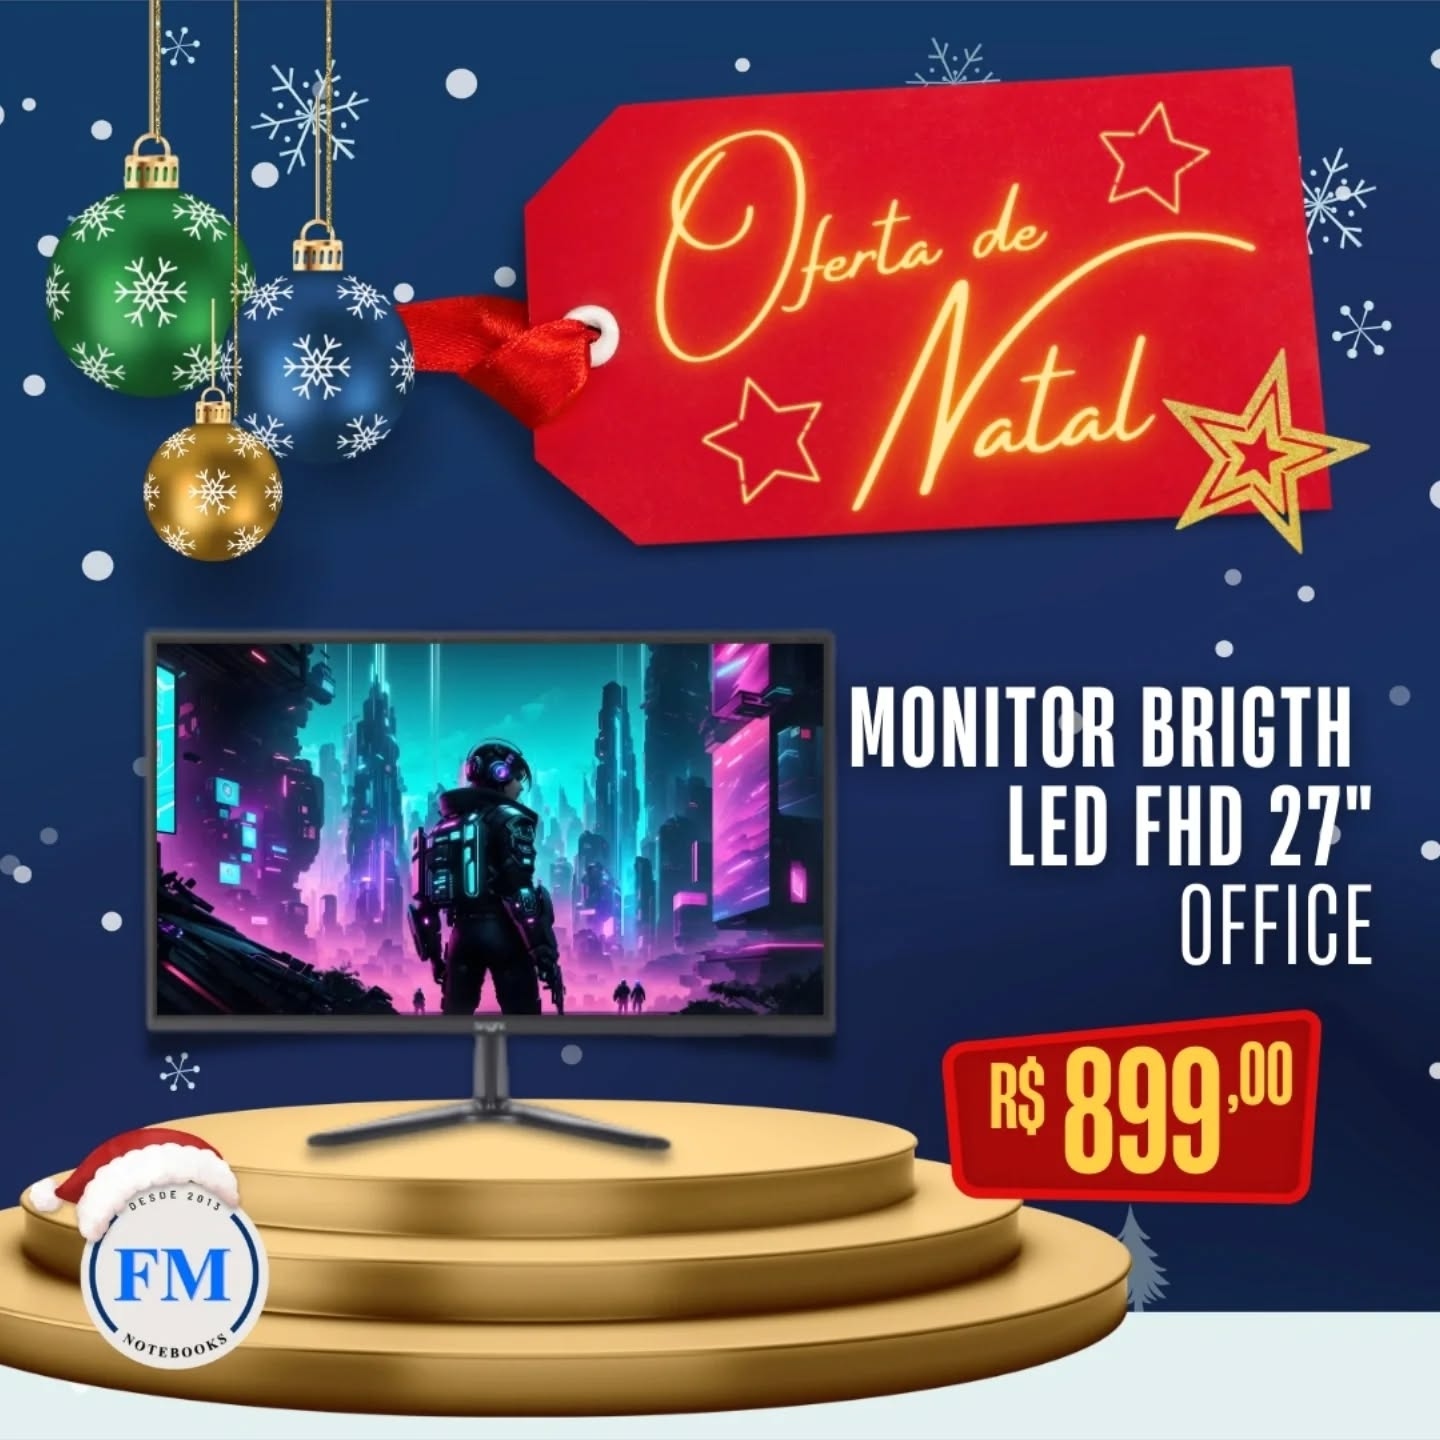 Oferta de
Natal
MONITOR BRIGTH
LED FHD 27"
OFFICE
R$ 899,00
DESDE 2013
FM
NOTEBOOKS